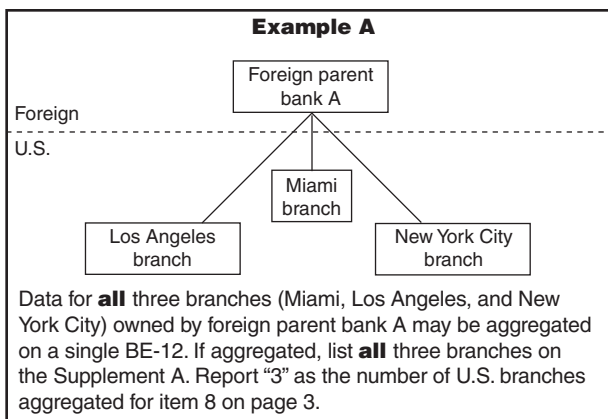 Example A
Foreign parent
bank A
Foreign
U.S.
Miami
branch
Los Angeles
branch
New York City
branch
Data for all three branches (Miami, Los Angeles, and New
York City) owned by foreign parent bank A may be aggregated
on a single BE-12. If aggregated, list all three branches on
the Supplement A. Report “3” as the number of U.S. branches
aggregated for item 8 on page 3.